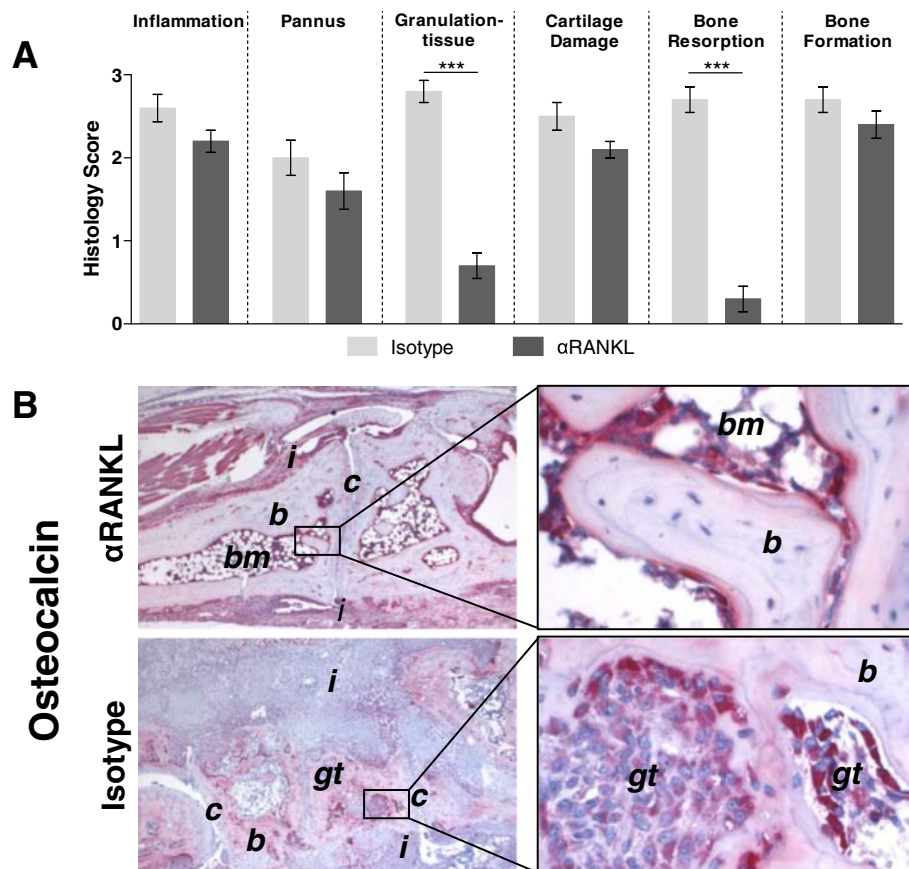 A
Inflammation
Pannus
Granulation-
tissue
Cartilage
Damage
Bone
Resorption
Bone
Formation
Histology Score
3
2
1
0
***
***
Isotype
αRANKL
B
Osteocalcin
αRANKL
i
c
b
bm
i
bm
b
Isotype
i
gt
c
c
b
i
b
gt
gt